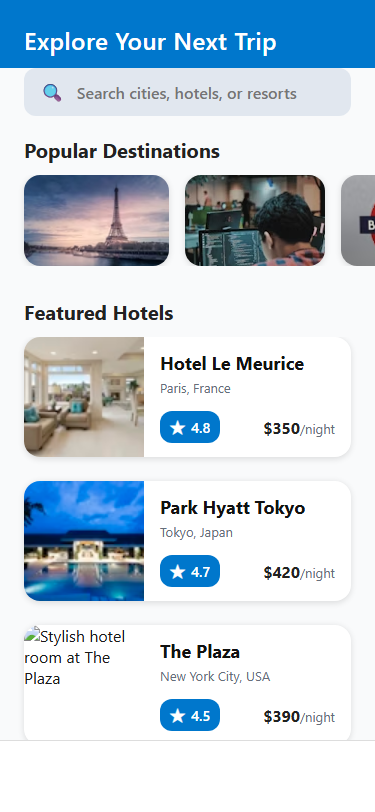 Explore Your Next Trip
Search cities, hotels, or resorts
Popular Destinations
Featured Hotels
Hotel Le Meurice
Paris, France
4.8
$350/night
Park Hyatt Tokyo
Tokyo, Japan
4.7
$420/night
Stylish hotel
room at The
Plaza
The Plaza
New York City, USA
4.5
$390/night